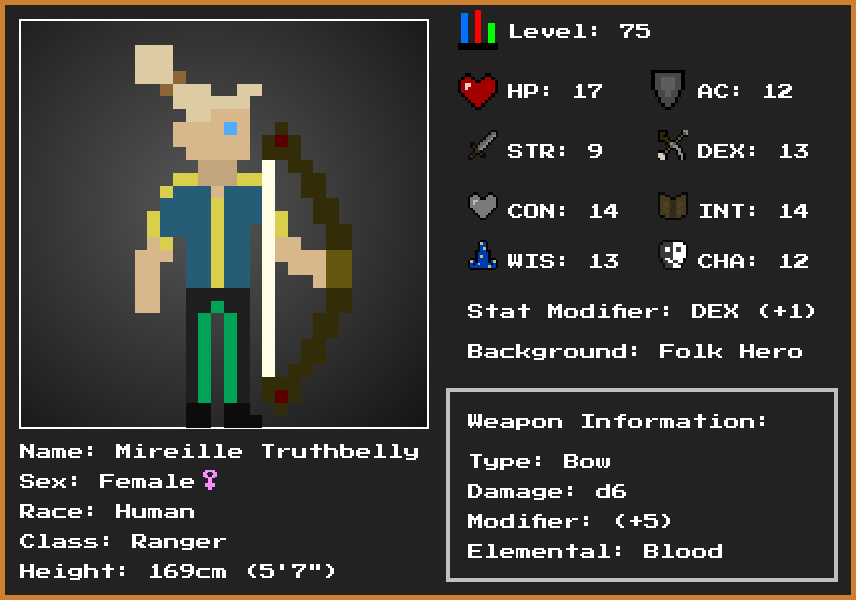 Level: 75
HP: 17
AC: 12
STR: 9
DEX: 13
CON: 14
INT: 14
WIS: 13
CHA: 12
Stat Modifier: DEX (+1)
Background: Folk Hero
Weapon Information:
Type: Bow
Damage: d6
Modifier: (+5)
Elemental: Blood
Name: Mireille Truthbelly
Sex: Female♀
Race: Human
Class: Ranger
Height: 169cm (5'7")